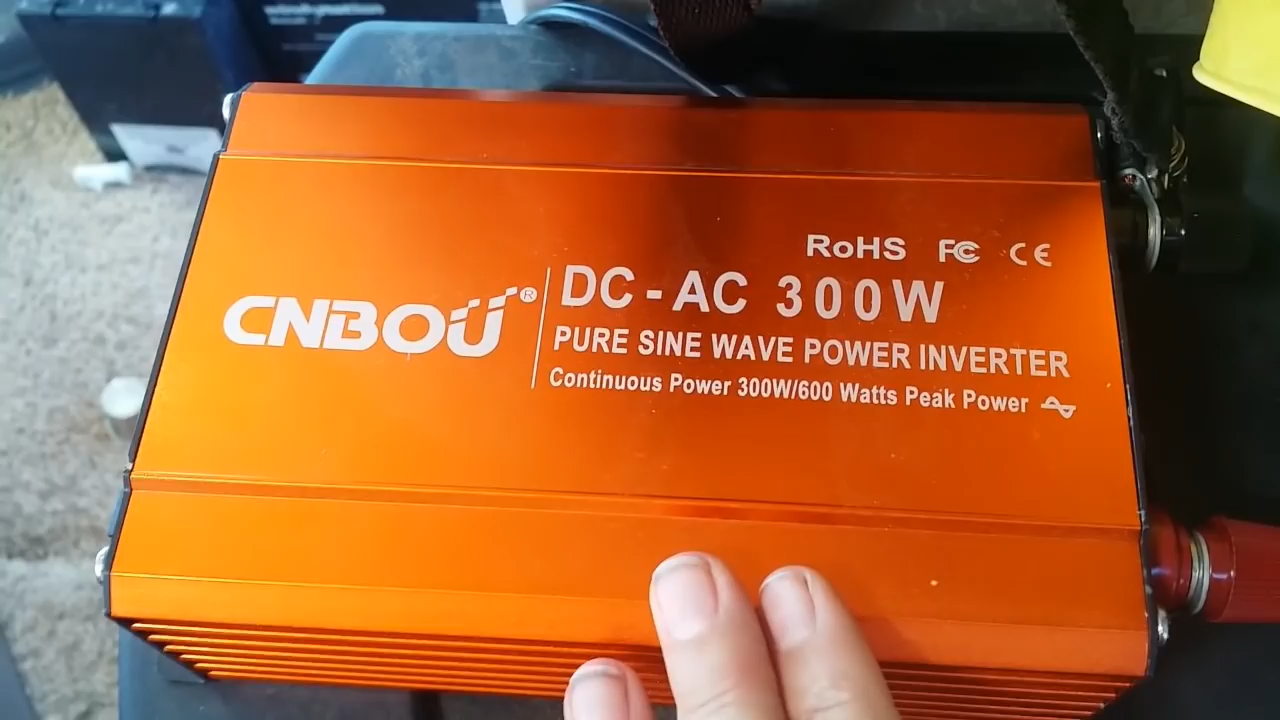 RoHS FC CE
CNBOU®
DC-AC 300W
PURE SINE WAVE POWER INVERTER
Continuous Power 300W/600 Watts Peak Power